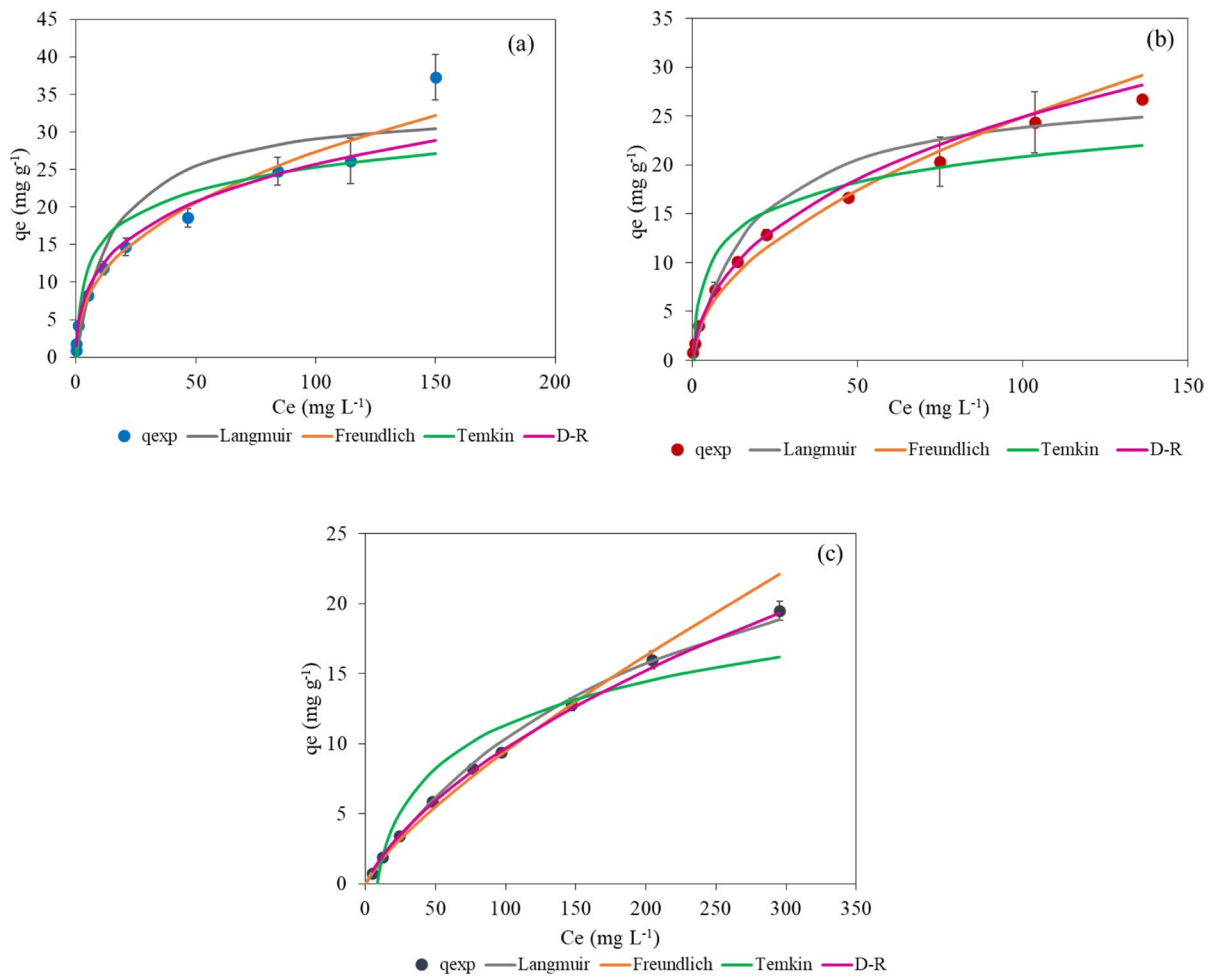 (a)
45
40
35
30
25
20
15
10
5
0
qe (mg g⁻¹)
0 50 100 150 200
Ce (mg L⁻¹)
qexp Langmuir Freundlich Temkin D-R
(b)
35
30
25
20
15
10
5
0
qe (mg g⁻¹)
0 50 100 150
Ce (mg L⁻¹)
qexp Langmuir Freundlich Temkin D-R
(c)
25
20
15
10
5
0
qe (mg g⁻¹)
0 50 100 150 200 250 300 350
Ce (mg L⁻¹)
qexp Langmuir Freundlich Temkin D-R